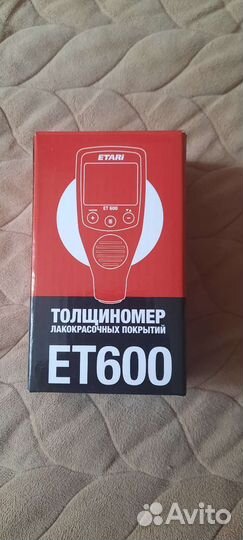 ETARI
ET 600
ТОЛЩИНОМЕР
ЛАКОКРАСОЧНЫХ ПОКРЫТИЙ
ET600
Avito